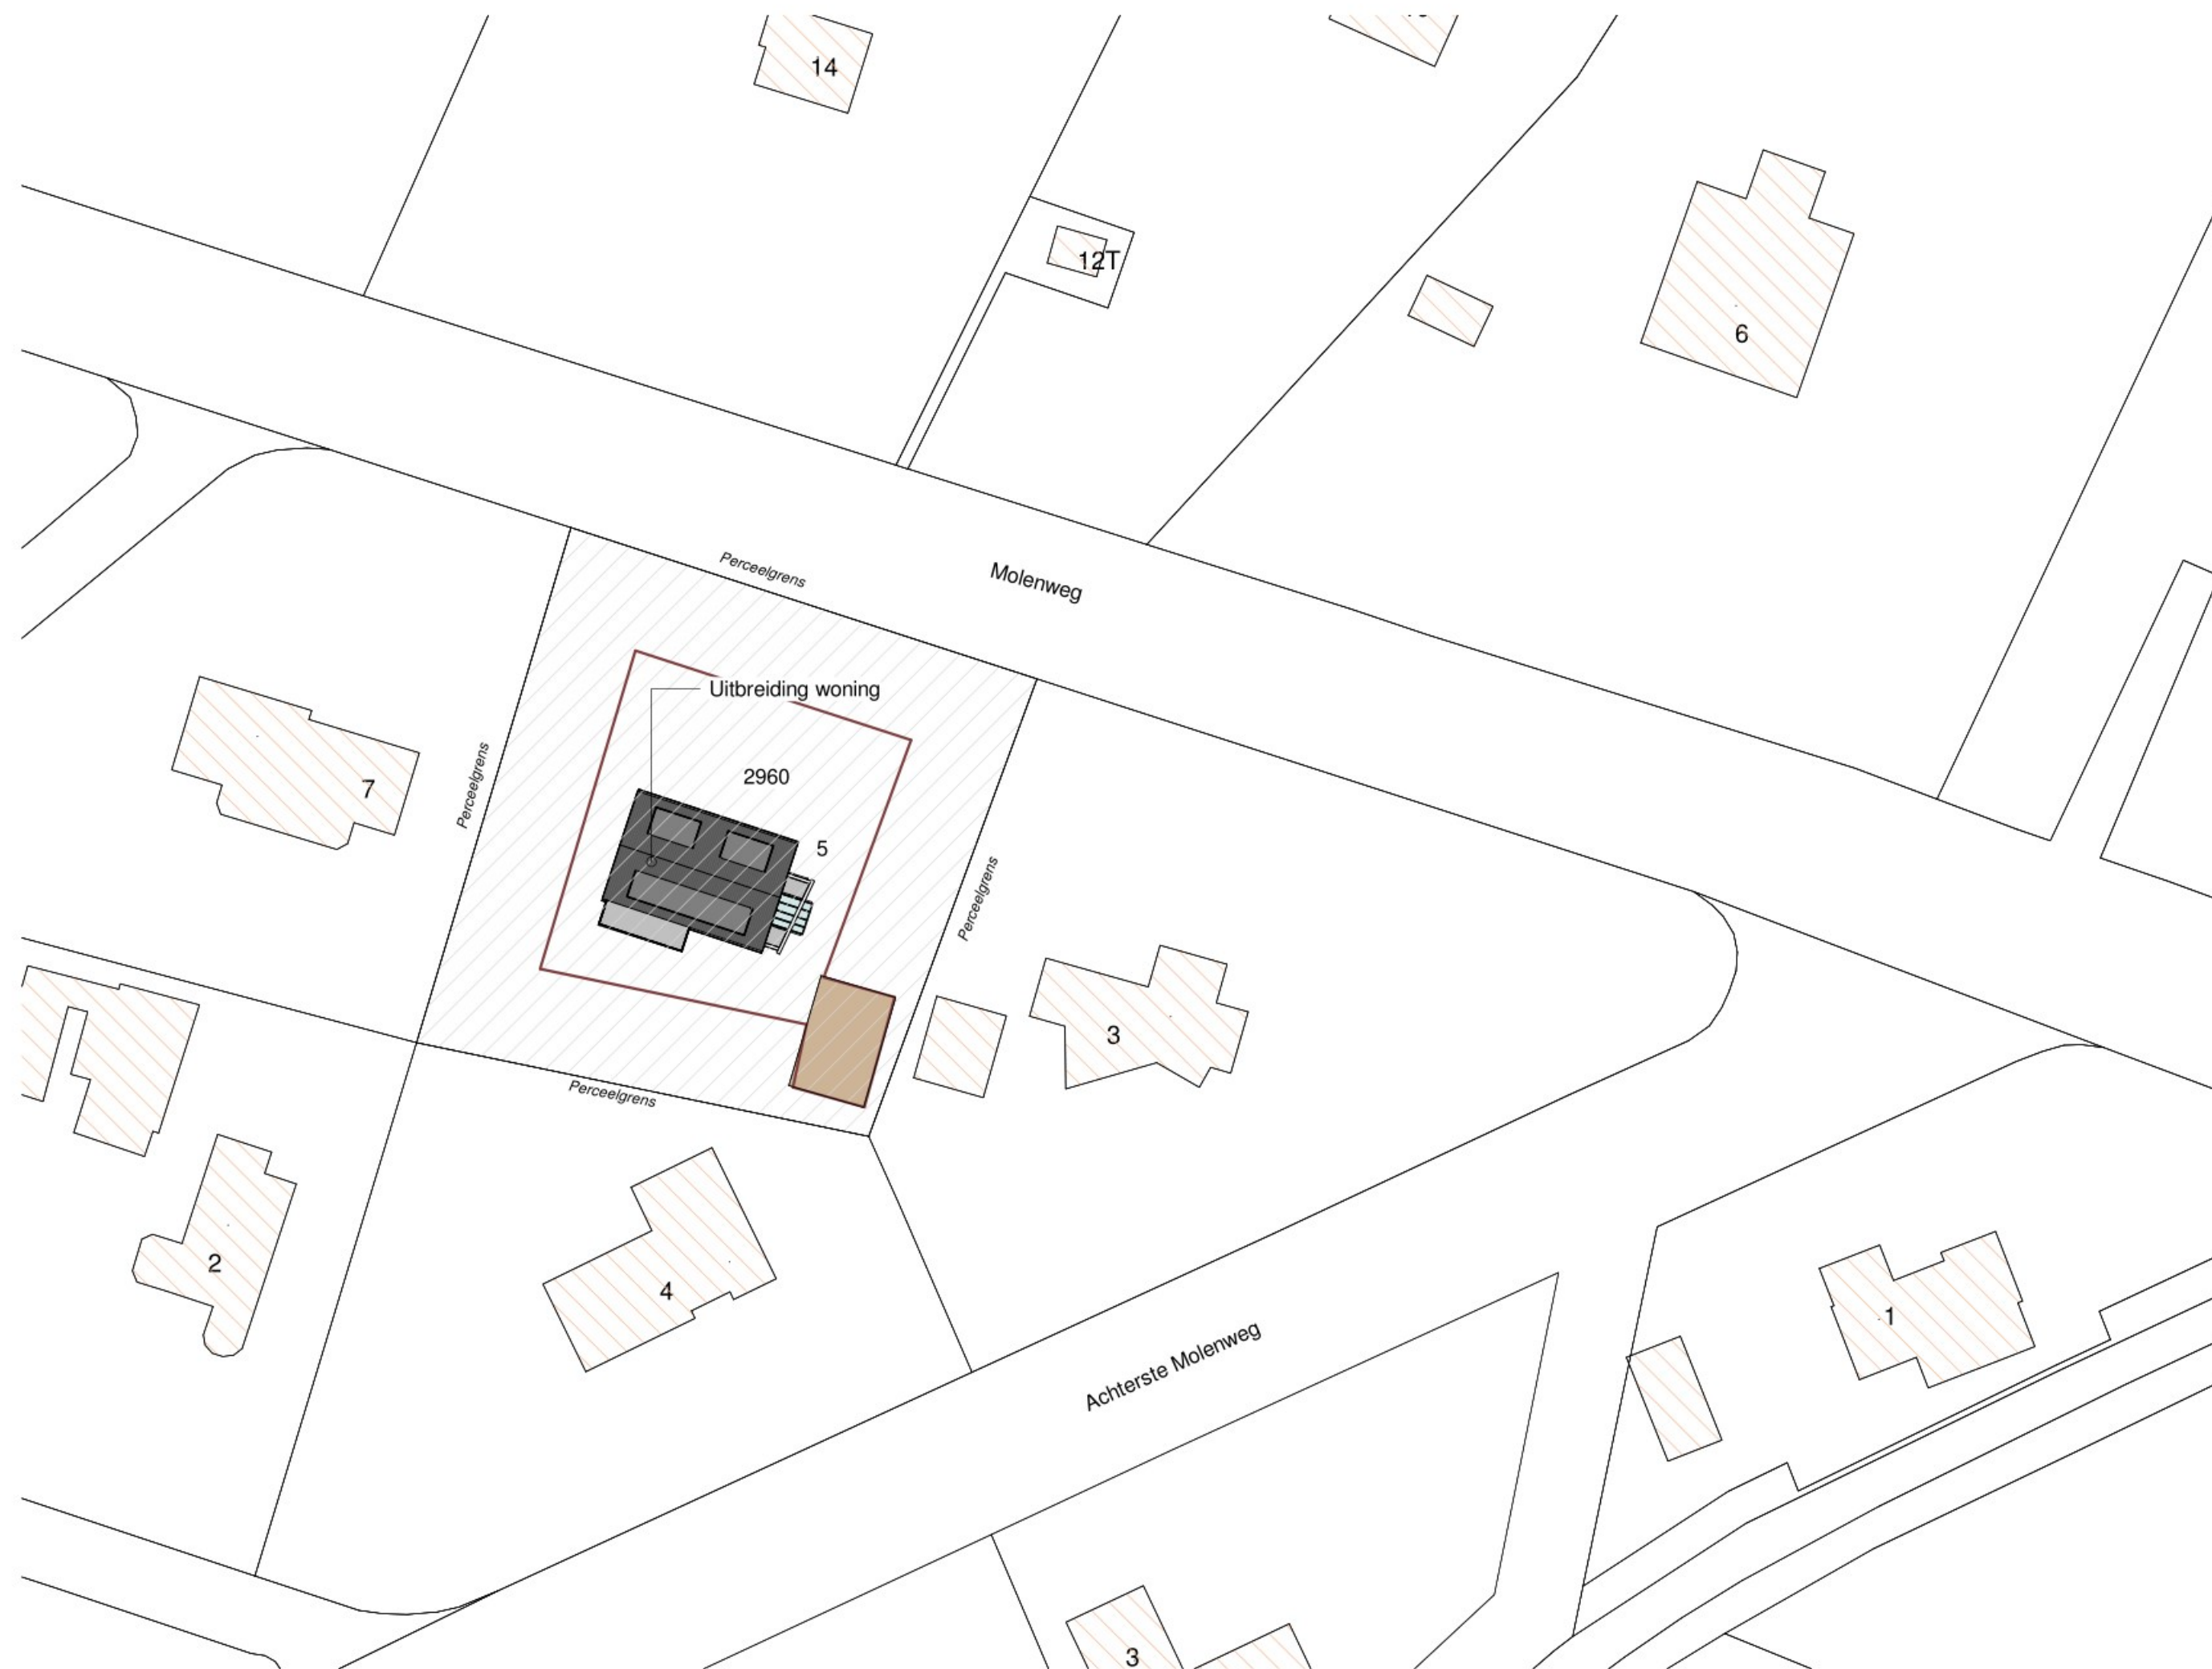 14
12T
6
Perceelgrens
Molenweg
Uitbreiding woning
2960
7
Perceelgrens
5
Perceelgrens
3
Perceelgrens
2
4
1
Achterste Molenweg
3